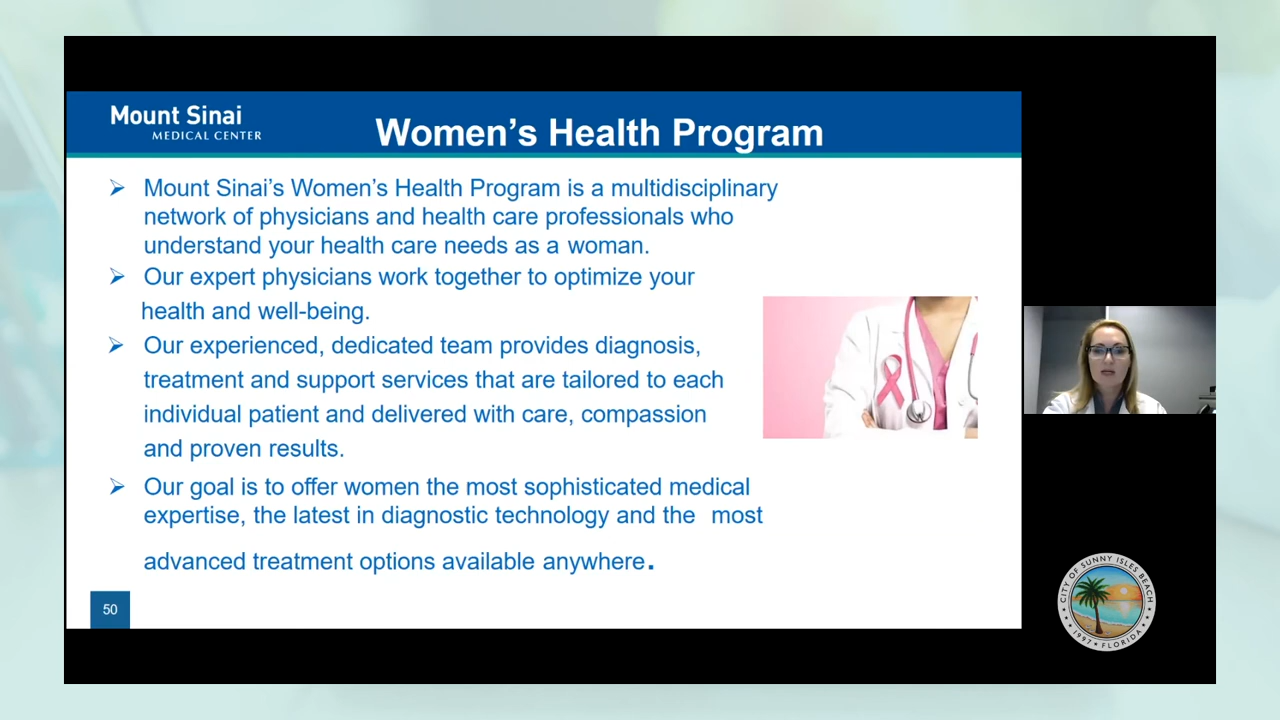 Mount Sinai
MEDICAL CENTER
Women’s Health Program
➢ Mount Sinai’s Women’s Health Program is a multidisciplinary
network of physicians and health care professionals who
understand your health care needs as a woman.
➢ Our expert physicians work together to optimize your
health and well-being.
➢ Our experienced, dedicated team provides diagnosis,
treatment and support services that are tailored to each
individual patient and delivered with care, compassion
and proven results.
➢ Our goal is to offer women the most sophisticated medical
expertise, the latest in diagnostic technology and the most
advanced treatment options available anywhere.
50
CITY OF SUNNY ISLES BEACH
1997 FLORIDA